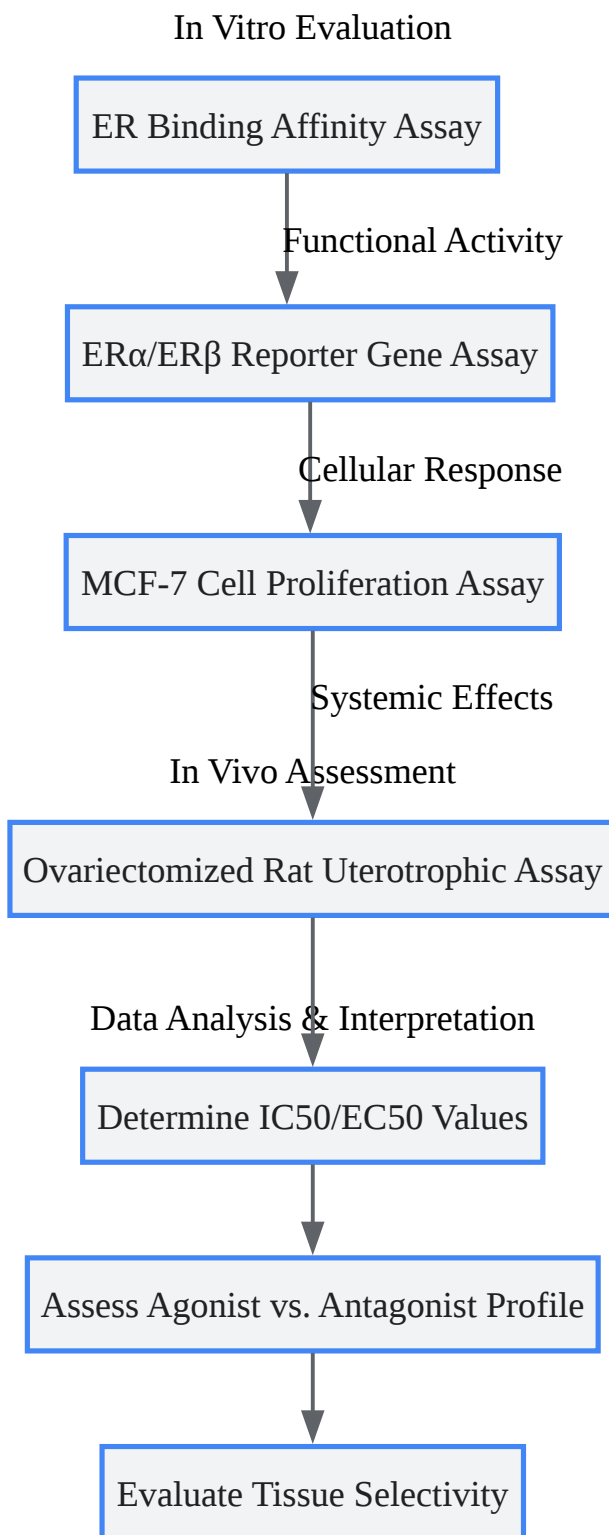 In Vitro Evaluation
ER Binding Affinity Assay
Functional Activity
ERα/ERβ Reporter Gene Assay
Cellular Response
MCF-7 Cell Proliferation Assay
Systemic Effects
In Vivo Assessment
Ovariectomized Rat Uterotrophic Assay
Data Analysis & Interpretation
Determine IC50/EC50 Values
Assess Agonist vs. Antagonist Profile
Evaluate Tissue Selectivity